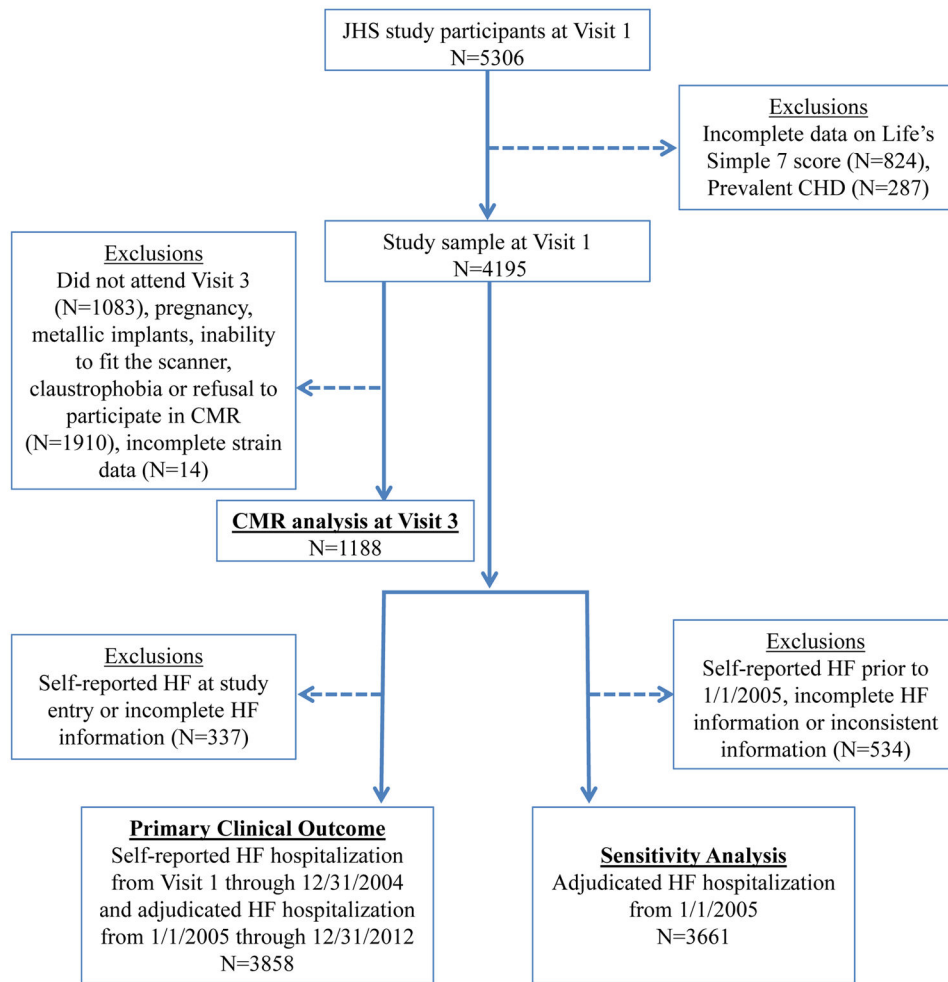 JHS study participants at Visit 1
N=5306
Exclusions
Incomplete data on Life’s
Simple 7 score (N=824),
Prevalent CHD (N=287)
Study sample at Visit 1
N=4195
Exclusions
Did not attend Visit 3
(N=1083), pregnancy,
metallic implants, inability
to fit the scanner,
claustrophobia or refusal to
participate in CMR
(N=1910), incomplete strain
data (N=14)
CMR analysis at Visit 3
N=1188
Exclusions
Self-reported HF at study
entry or incomplete HF
information (N=337)
Exclusions
Self-reported HF prior to
1/1/2005, incomplete HF
information or inconsistent
information (N=534)
Primary Clinical Outcome
Self-reported HF hospitalization
from Visit 1 through 12/31/2004
and adjudicated HF hospitalization
from 1/1/2005 through 12/31/2012
N=3858
Sensitivity Analysis
Adjudicated HF hospitalization
from 1/1/2005
N=3661